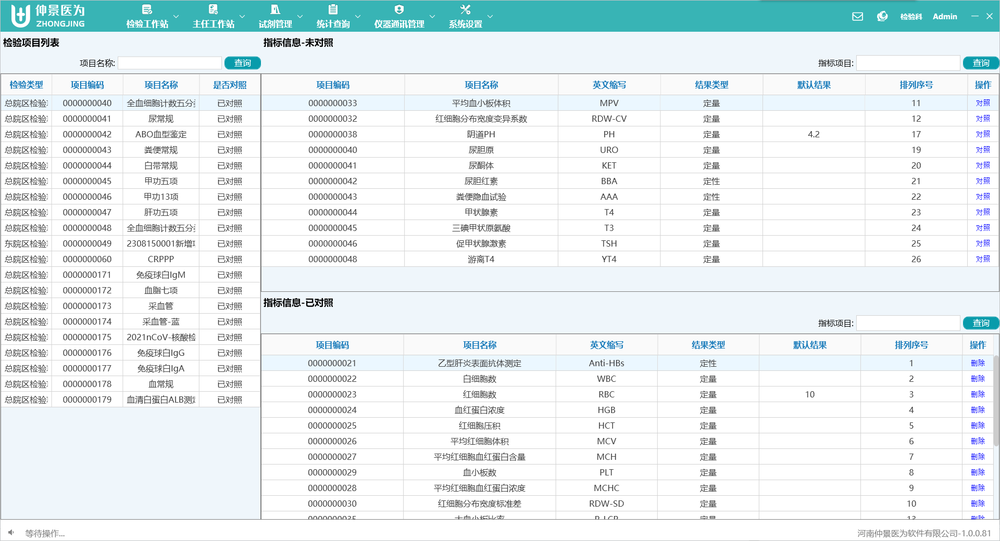 仲景医为
ZHONGJING
检验工作站 主任工作站 试剂管理 统计查询 仪器通讯管理 系统设置
检验科 Admin
检验项目列表
项目名称: 查询
检验类型 项目编码 项目名称 是否对照
总院区检验 0000000040 全血细胞计数五分 已对照
总院区检验 0000000041 尿常规 已对照
总院区检验 0000000042 ABO血型鉴定 已对照
总院区检验 0000000043 粪便常规 已对照
总院区检验 0000000044 白带常规 已对照
总院区检验 0000000045 甲功五项 已对照
总院区检验 0000000046 甲功13项 已对照
总院区检验 0000000047 肝功五项 已对照
总院区检验 0000000048 全血细胞计数五分 已对照
东院区检验 0000000049 2308150001新增 已对照
总院区检验 0000000060 CRPPP 已对照
总院区检验 0000000171 免疫球白IgM 已对照
总院区检验 0000000172 血脂七项 已对照
总院区检验 0000000173 采血管 已对照
总院区检验 0000000174 采血管-蓝 已对照
总院区检验 0000000175 2021nCoV-核酸检 已对照
总院区检验 0000000176 免疫球白IgG 已对照
总院区检验 0000000177 免疫球白IgA 已对照
总院区检验 0000000178 血常规 已对照
总院区检验 0000000179 血清白蛋白ALB测 已对照
指标信息-未对照
指标项目: 查询
项目编码 项目名称 英文缩写 结果类型 默认结果 排列序号 操作
0000000033 平均血小板体积 MPV 定量 11 对照
0000000032 红细胞分布宽度变异系数 RDW-CV 定量 12 对照
0000000038 阴道PH PH 定量 4.2 17 对照
0000000040 尿胆原 URO 定量 19 对照
0000000041 尿酮体 KET 定量 20 对照
0000000042 尿胆红素 BBA 定性 21 对照
0000000043 粪便隐血试验 AAA 定性 22 对照
0000000044 甲状腺素 T4 定量 23 对照
0000000045 三碘甲状原氨酸 T3 定量 24 对照
0000000046 促甲状腺激素 TSH 定量 25 对照
0000000048 游离T4 YT4 定量 26 对照
指标信息-已对照
指标项目: 查询
项目编码 项目名称 英文缩写 结果类型 默认结果 排列序号 操作
0000000021 乙型肝炎表面抗体测定 Anti-HBs 定性 1 删除
0000000022 白细胞数 WBC 定量 2 删除
0000000023 红细胞数 RBC 定量 10 3 删除
0000000024 血红蛋白浓度 HGB 定量 4 删除
0000000025 红细胞压积 HCT 定量 5 删除
0000000026 平均红细胞体积 MCV 定量 6 删除
0000000027 平均红细胞血红蛋白含量 MCH 定量 7 删除
0000000029 血小板数 PLT 定量 8 删除
0000000028 平均红细胞血红蛋白浓度 MCHC 定量 9 删除
0000000030 红细胞分布宽度标准差 RDW-SD 定量 10 删除
等待操作...
河南仲景医为软件有限公司-1.0.0.81